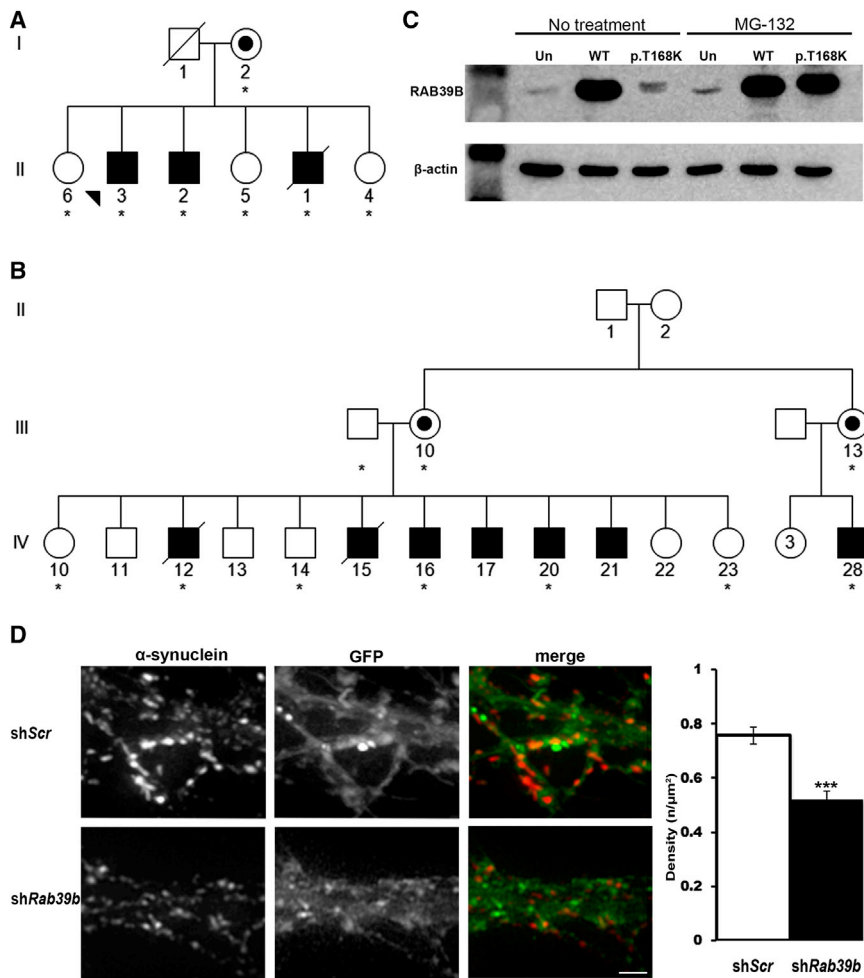 A
I
1
2
*
II
6
3
2
5
1
4
* * * * * *
C
No treatment
MG-132
Un WT p.T168K Un WT p.T168K
RAB39B
β-actin
B
II
1
2
III
10
13
* * *
IV
3
10 11 12 13 14 15 16 17 20 21 22 23 28
* * * * * * *
D
α-synuclein GFP merge
shScr
shRab39b
1
0.8
0.6
0.4
0.2
0
Density (n/µm²)
***
shScr shRab39b